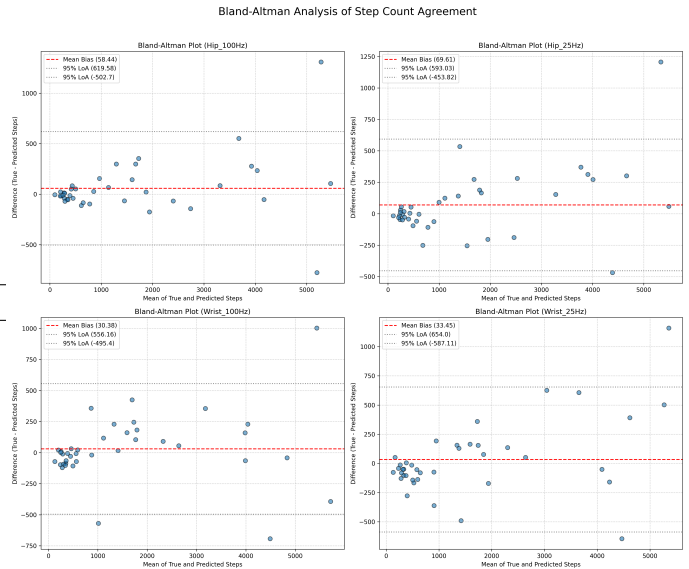 Bland-Altman Analysis of Step Count Agreement
Bland-Altman Plot (Hip_100Hz)
Mean Bias (58.44)
95% LoA (619.58)
95% LoA (-502.7)
Difference (True - Predicted Steps)
1000
500
0
−500
0 1000 2000 3000 4000 5000
Mean of True and Predicted Steps
Bland-Altman Plot (Hip_25Hz)
Mean Bias (69.61)
95% LoA (593.03)
95% LoA (-453.82)
Difference (True - Predicted Steps)
1250
1000
750
500
250
0
−250
−500
0 1000 2000 3000 4000 5000
Mean of True and Predicted Steps
Bland-Altman Plot (Wrist_100Hz)
Mean Bias (30.38)
95% LoA (556.16)
95% LoA (-495.4)
Difference (True - Predicted Steps)
1000
750
500
250
0
−250
−500
−750
0 1000 2000 3000 4000 5000
Mean of True and Predicted Steps
Bland-Altman Plot (Wrist_25Hz)
Mean Bias (33.45)
95% LoA (654.0)
95% LoA (-587.11)
Difference (True - Predicted Steps)
1000
500
0
−500
0 1000 2000 3000 4000 5000
Mean of True and Predicted Steps